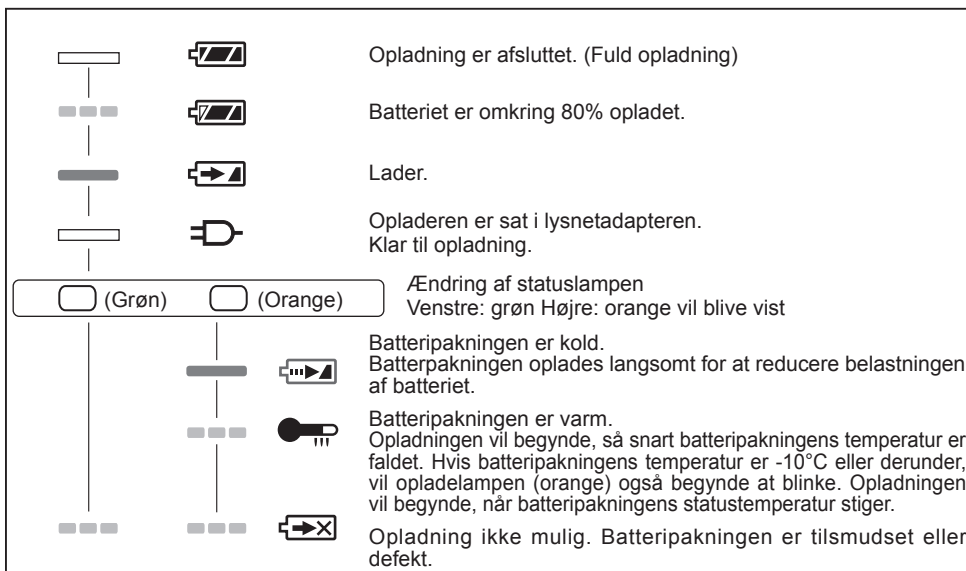 Opladning er afsluttet. (Fuld opladning)
Batteriet er omkring 80% opladet.
Lader.
Opladeren er sat i lysnetadapteren.
Klar til opladning.
(Grøn) (Orange)
Ændring af statuslampen
Venstre: grøn Højre: orange vil blive vist
Batteripakningen er kold.
Batterpakningen oplades langsomt for at reducere belastningen
af batteriet.
Batteripakningen er varm.
Opladningen vil begynde, så snart batteripakningens temperatur er
faldet. Hvis batteripakningens temperatur er -10°C eller derunder,
vil opladelampen (orange) også begynde at blinke. Opladningen
vil begynde, når batteripakningens statustemperatur stiger.
Opladning ikke mulig. Batteripakningen er tilsmudset eller
defekt.